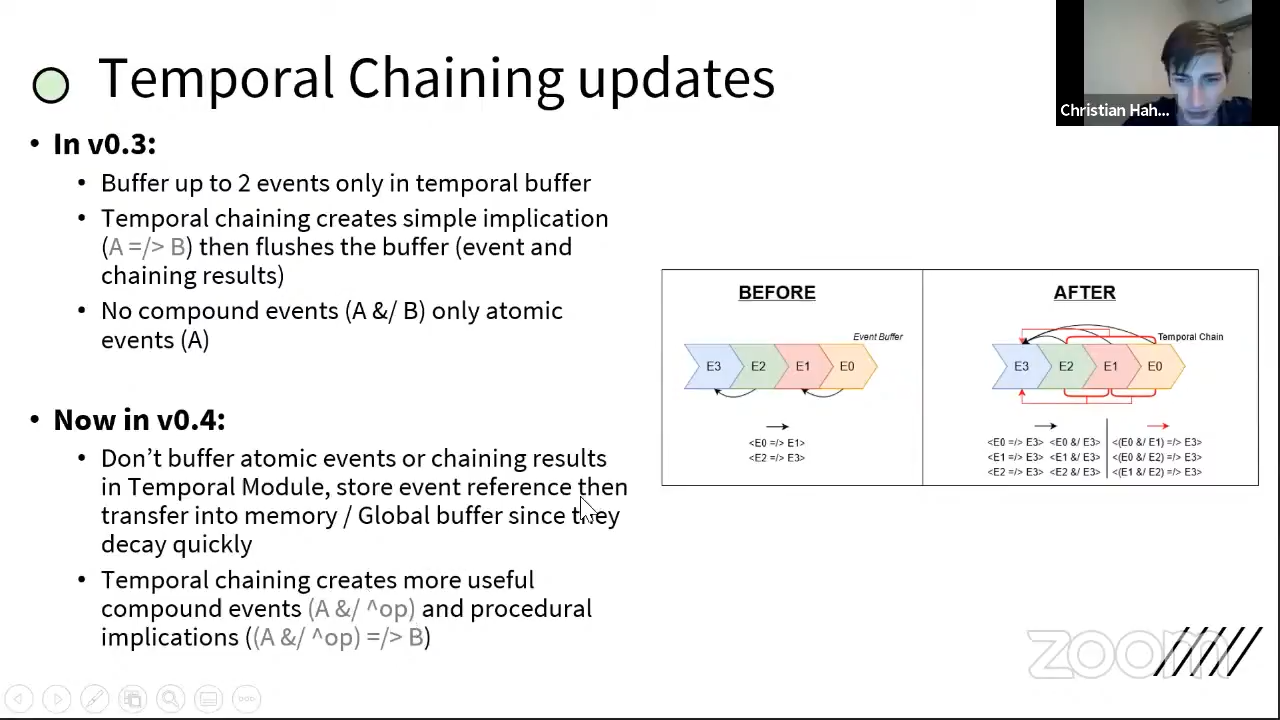 Temporal Chaining updates
Christian Hah...
• In v0.3:
• Buffer up to 2 events only in temporal buffer
• Temporal chaining creates simple implication
(A =/> B) then flushes the buffer (event and
chaining results)
• No compound events (A &/ B) only atomic
events (A)
• Now in v0.4:
• Don’t buffer atomic events or chaining results
in Temporal Module, store event reference then
transfer into memory / Global buffer since they
decay quickly
• Temporal chaining creates more useful
compound events (A &/ ^op) and procedural
implications ((A &/ ^op) =/> B)
BEFORE
Event Buffer
E3 E2 E1 E0
<E0 =/> E1>
<E2 =/> E3>
AFTER
Temporal Chain
E3 E2 E1 E0
<E0 =/> E3> <E0 &/ E3> <(E0 &/ E1) =/> E3>
<E1 =/> E3> <E1 &/ E3> <(E0 &/ E2) =/> E3>
<E2 =/> E3> <E2 &/ E3> <(E1 &/ E2) =/> E3>
zoom